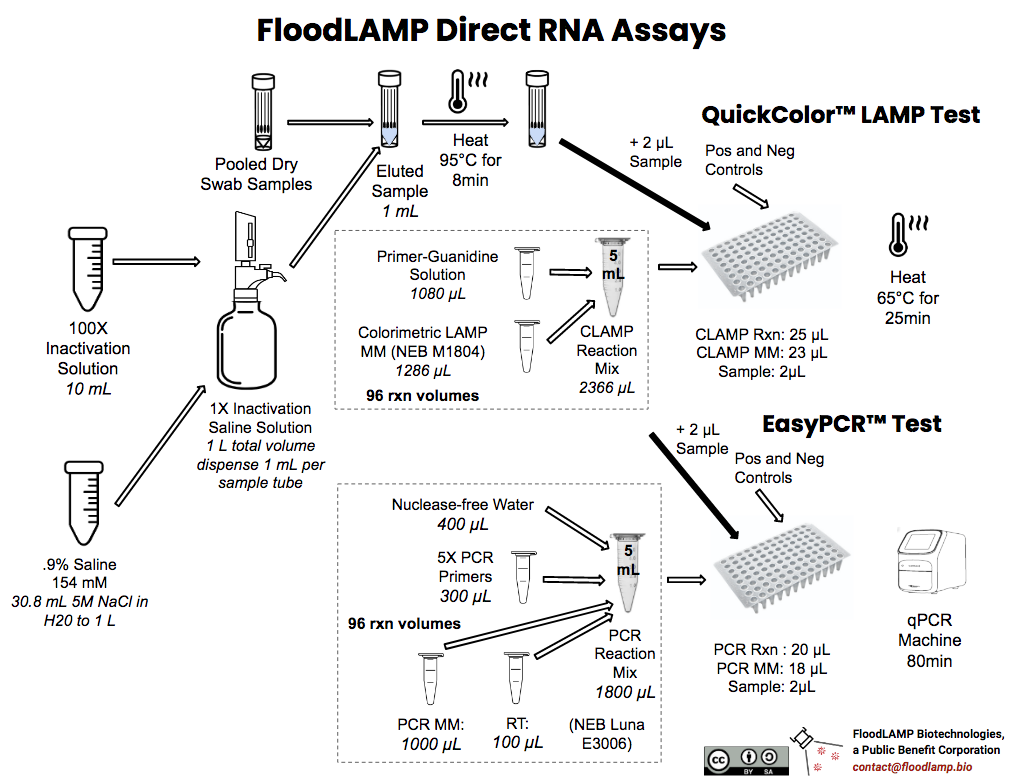 FloodLAMP Direct RNA Assays
Pooled Dry
Swab Samples
Eluted
Sample
1 mL
Heat
95°C for
8min
QuickColor™ LAMP Test
+ 2 µL
Sample
Pos and Neg
Controls
100X
Inactivation
Solution
10 mL
1X Inactivation
Saline Solution
1 L total volume
dispense 1 mL per
sample tube
.9% Saline
154 mM
30.8 mL 5M NaCl in
H20 to 1 L
Primer-Guanidine
Solution
1080 µL
Colorimetric LAMP
MM (NEB M1804)
1286 µL
96 rxn volumes
5
mL
CLAMP
Reaction
Mix
2366 µL
Heat
65°C for
25min
CLAMP Rxn: 25 µL
CLAMP MM: 23 µL
Sample: 2µL
EasyPCR™ Test
+ 2 µL
Sample
Pos and Neg
Controls
Nuclease-free Water
400 µL
5X PCR
Primers
300 µL
96 rxn volumes
5
mL
PCR
Reaction
Mix
1800 µL
PCR MM:
1000 µL
RT:
100 µL
(NEB Luna
E3006)
PCR Rxn : 20 µL
PCR MM: 18 µL
Sample: 2µL
qPCR
Machine
80min
cc
BY SA
FloodLAMP Biotechnologies,
a Public Benefit Corporation
contact@floodlamp.bio